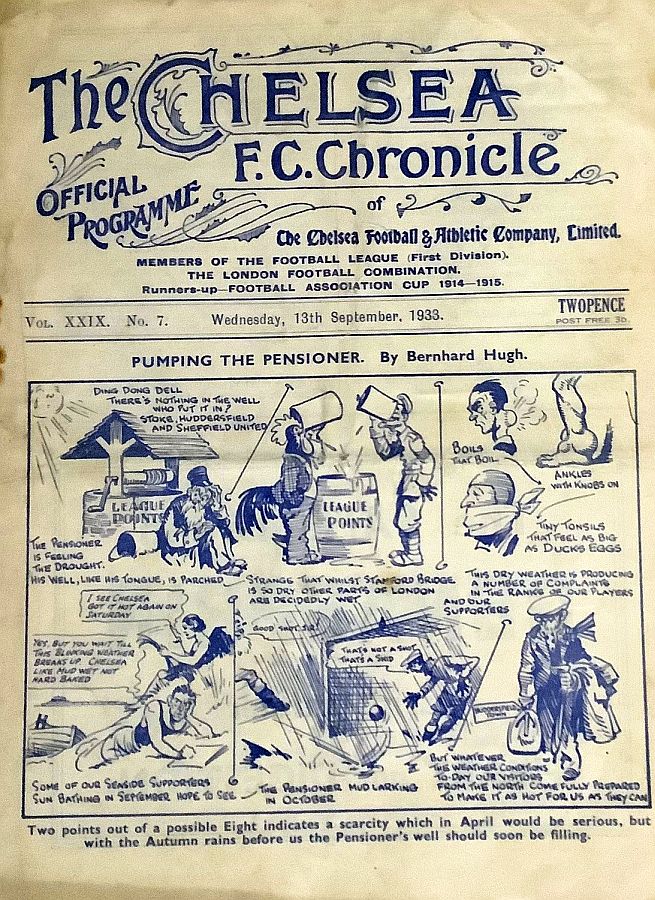 The CHELSEA
F.C. Chronicle
OFFICIAL
PROGRAMME
of
The Chelsea Football & Athletic Company, Limited.
MEMBERS OF THE FOOTBALL LEAGUE (First Division).
THE LONDON FOOTBALL COMBINATION.
Runners-up—FOOTBALL ASSOCIATION CUP 1914-1915.
VOL. XXIX. No. 7.
Wednesday, 13th September, 1933.
TWOPENCE
POST FREE 3D.
PUMPING THE PENSIONER. By Bernhard Hugh.
DING DONG DELL
THERE'S NOTHING IN THE WELL
WHO PUT IT IN?
STOKE, HUDDERSFIELD
AND SHEFFIELD UNITED
LEAGUE
POINTS
THE PENSIONER
IS FEELING
THE DROUGHT.
HIS WELL, LIKE HIS TONGUE, IS PARCHED
LEAGUE
POINTS
STRANGE THAT WHILST STAMFORD BRIDGE
IS SO DRY OTHER PARTS OF LONDON
ARE DECIDEDLY WET
BOILS
THAT BOIL
ANKLES
WITH KNOBS ON
TINY TONSILS
THAT FEEL AS BIG
AS DUCKS EGGS
THIS DRY WEATHER IS PRODUCING
A NUMBER OF COMPLAINTS
IN THE RANKS OF OUR PLAYERS
AND OUR
SUPPORTERS
I SEE CHELSEA
GOT IT HOT AGAIN ON
SATURDAY
YES, BUT YOU WAIT TILL
THIS BLINKING WEATHER
BREAKS UP. CHELSEA
LIKE MUD WET NOT
HARD BAKED
SOME OF OUR SEASIDE SUPPORTERS
SUN BATHING IN SEPTEMBER HOPE TO SEE
GOOD SHOT, SIR!
THAT'S NOT A SHOT
THATS A SKID
THE PENSIONER MUD LARKING
IN OCTOBER
HUDDERSFIELD
TOWN
BUT WHATEVER
THE WEATHER CONDITIONS
TO-DAY OUR VISITORS
FROM THE NORTH COME FULLY PREPARED
TO MAKE IT AS HOT FOR US AS THEY CAN
Two points out of a possible Eight indicates a scarcity which in April would be serious, but
with the Autumn rains before us the Pensioner's well should soon be filling.